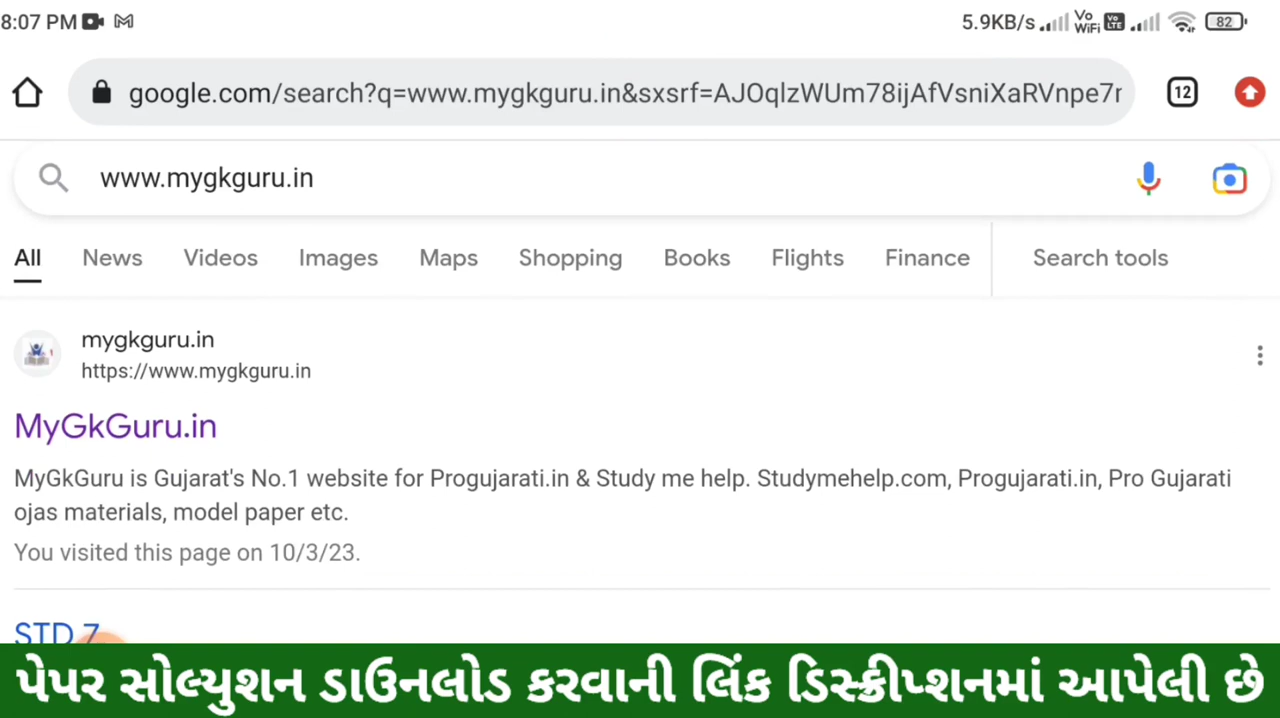 8:07 PM
5.9KB/s Vo WiFi Vo LTE 82
google.com/search?q=www.mygkguru.in&sxsrf=AJOqlzWUm78ijAfVsniXaRVnpe7r
12
www.mygkguru.in
All News Videos Images Maps Shopping Books Flights Finance Search tools
mygkguru.in
https://www.mygkguru.in
MyGkGuru.in
MyGkGuru is Gujarat's No.1 website for Progujarati.in & Study me help. Studymehelp.com, Progujarati.in, Pro Gujarati
ojas materials, model paper etc.
You visited this page on 10/3/23.
STD 7
પેપર સોલ્યુશન ડાઉનલોડ કરવાની લિંક ડિસ્ક્રીપ્શનમાં આપેલી છે